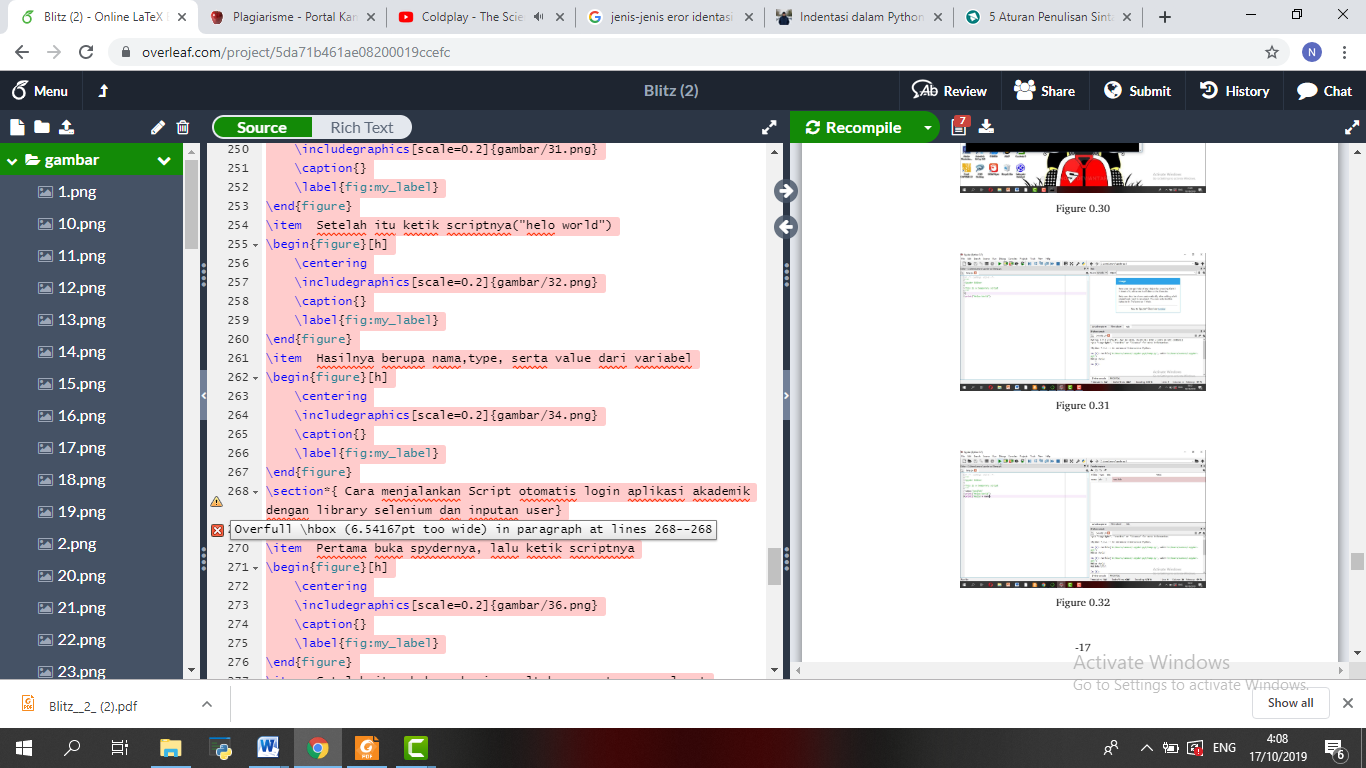 Blitz (2) - Online LaTeX E
Plagiarisme - Portal Kan
Coldplay - The Scie
jenis-jenis eror identasi
Indentasi dalam Python
5 Aturan Penulisan Sinta
overleaf.com/project/5da71b461ae08200019ccefc
N
Menu
Blitz (2)
Review
Share
Submit
History
Chat
Source
Rich Text
Recompile
7
gambar
1.png
10.png
11.png
12.png
13.png
14.png
15.png
16.png
17.png
18.png
19.png
2.png
20.png
21.png
22.png
23.png
250 \includegraphics[scale=0.2]{gambar/31.png}
251 \caption{}
252 \label{fig:my_label}
253 \end{figure}
254 \item Setelah itu ketik scriptnya("helo world")
255 \begin{figure}[h]
256 \centering
257 \includegraphics[scale=0.2]{gambar/32.png}
258 \caption{}
259 \label{fig:my_label}
260 \end{figure}
261 \item Hasilnya berupa nama,type, serta value dari variabel
262 \begin{figure}[h]
263 \centering
264 \includegraphics[scale=0.2]{gambar/34.png}
265 \caption{}
266 \label{fig:my_label}
267 \end{figure}
268 \section*{ Cara menjalankan Script otomatis login aplikasi akademik
dengan library selenium dan inputan user}
Overfull \hbox (6.54167pt too wide) in paragraph at lines 268--268
270 \item Pertama buka spydernya, lalu ketik scriptnya
271 \begin{figure}[h]
272 \centering
273 \includegraphics[scale=0.2]{gambar/36.png}
274 \caption{}
275 \label{fig:my_label}
276 \end{figure}
Figure 0.30
Figure 0.31
Figure 0.32
-17
Activate Windows
Go to Settings to activate Windows.
Blitz__2_ (2).pdf
Show all
ENG
4:08
17/10/2019
6